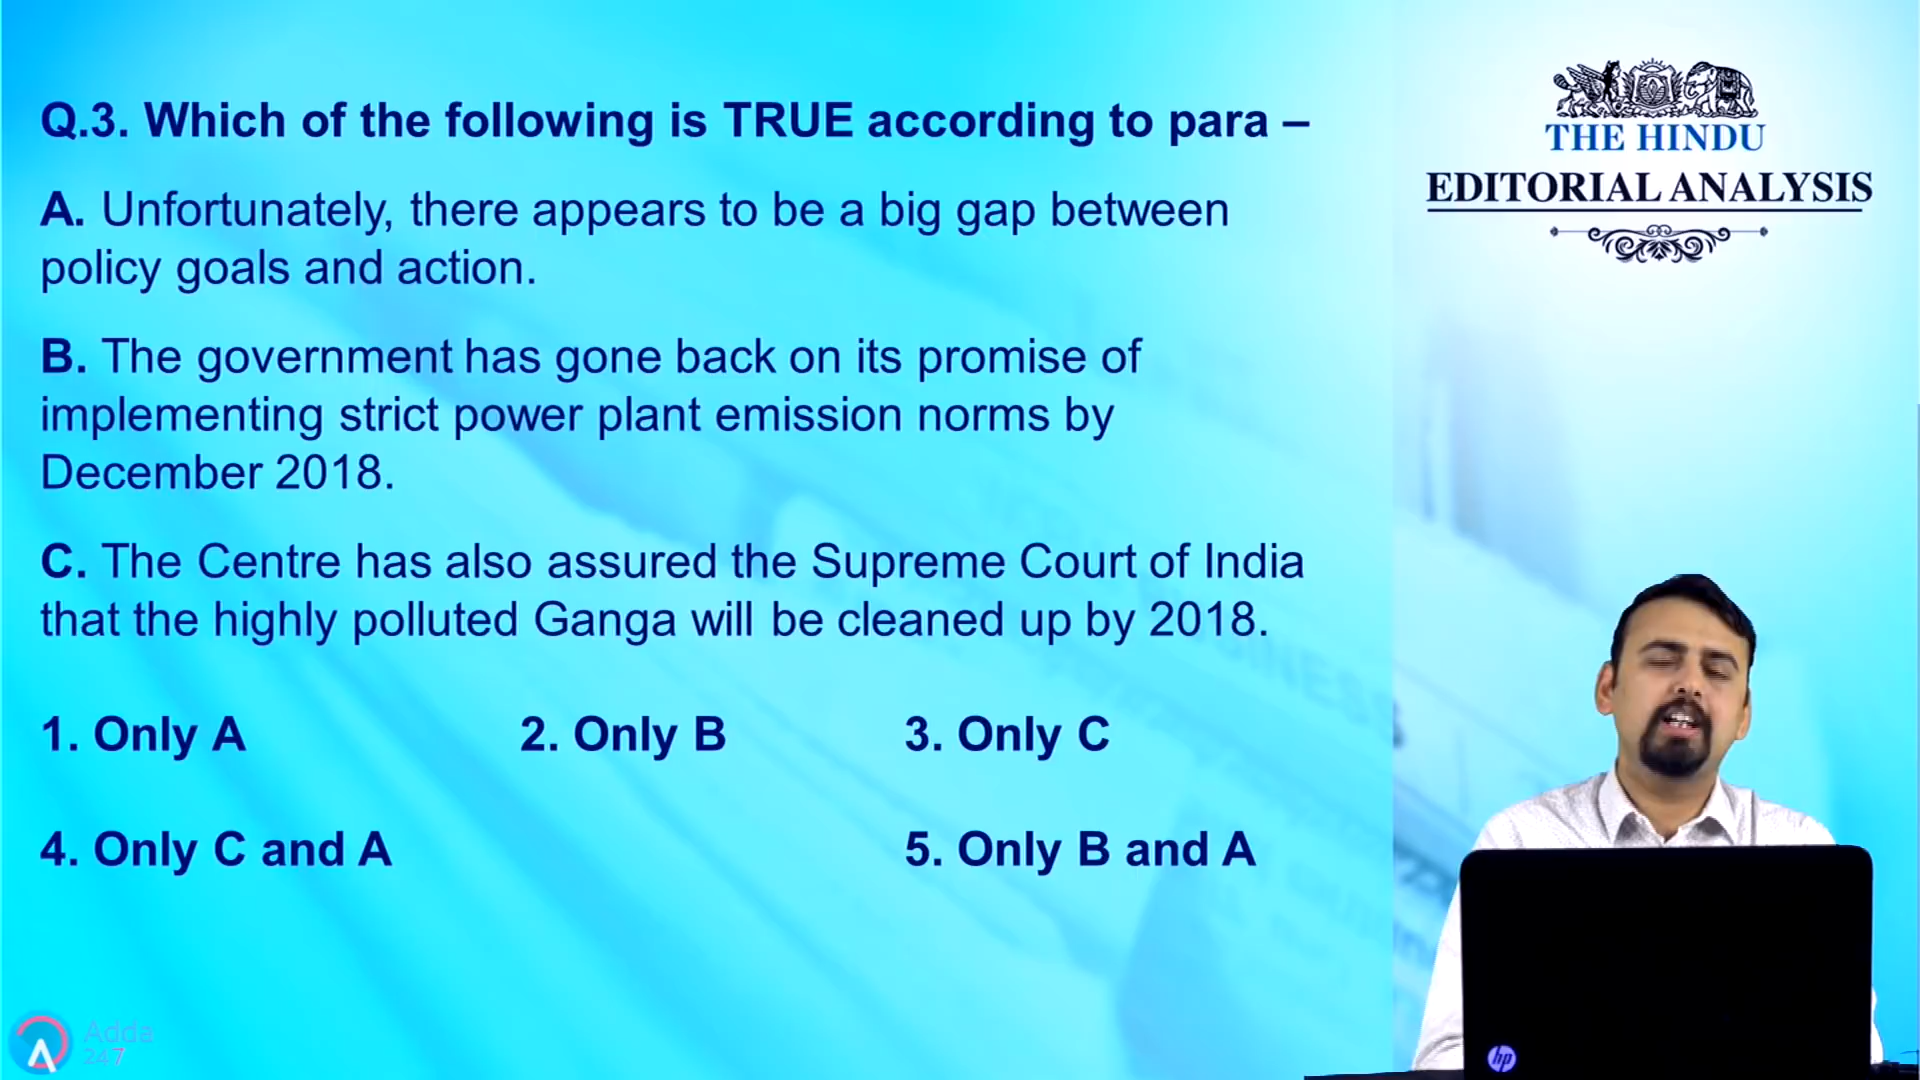 Q.3. Which of the following is TRUE according to para –
A. Unfortunately, there appears to be a big gap between
policy goals and action.
B. The government has gone back on its promise of
implementing strict power plant emission norms by
December 2018.
C. The Centre has also assured the Supreme Court of India
that the highly polluted Ganga will be cleaned up by 2018.
1. Only A 2. Only B 3. Only C
4. Only C and A 5. Only B and A
THE HINDU
EDITORIAL ANALYSIS
Adda
247
hp
BUSINESS